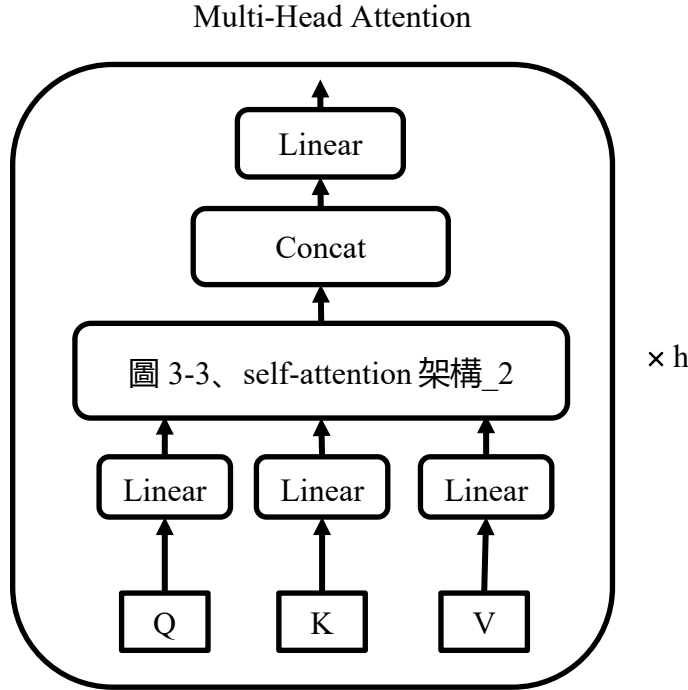 Multi-Head Attention
Linear
Concat
圖 3-3、self-attention 架構_2
× h
Linear Linear Linear
Q K V